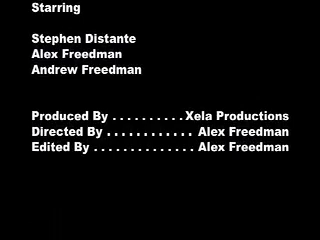 Starring
Stephen Distante
Alex Freedman
Andrew Freedman
Produced By . . . . . . . . . . Xela Productions
Directed By . . . . . . . . . . . . Alex Freedman
Edited By . . . . . . . . . . . . . . Alex Freedman